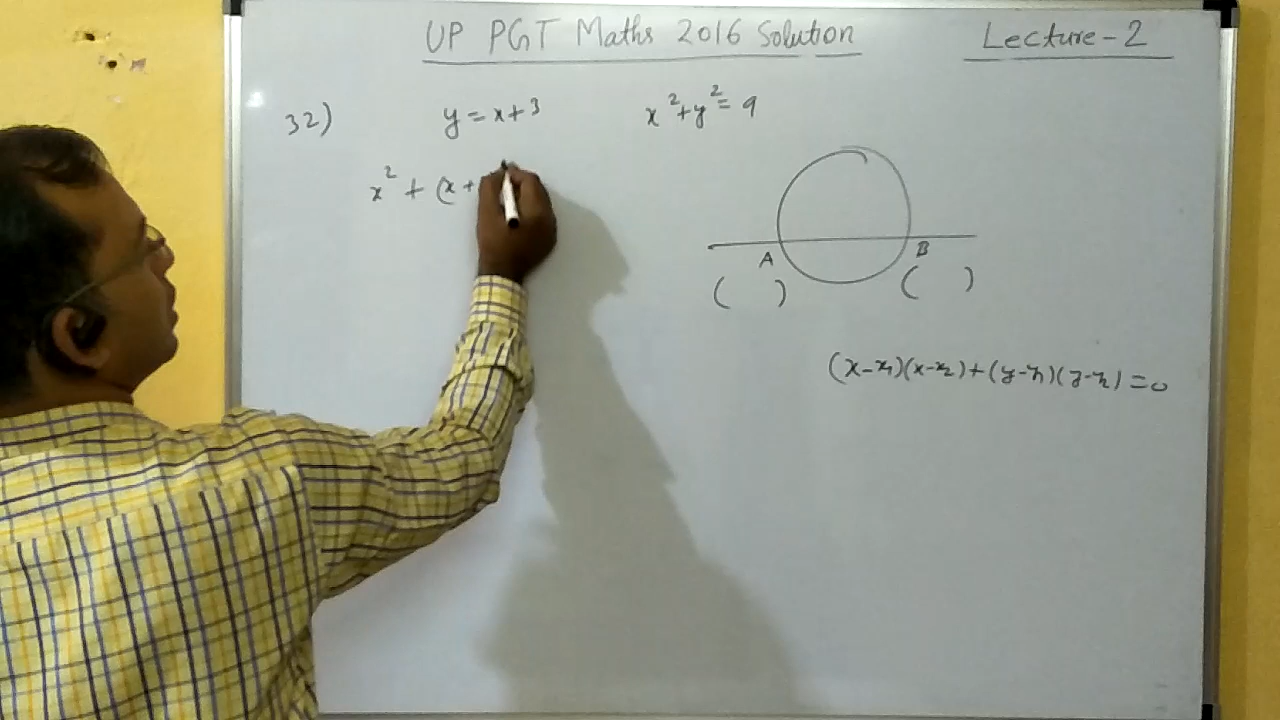 UP PGT Maths 2016 Solution Lecture-2
32) y = x+3 x²+y²= 9
x² + (x+
A B
( ) ( )
(x-x₁)(x-x₂)+(y-y₁)(y-y₂) = 0